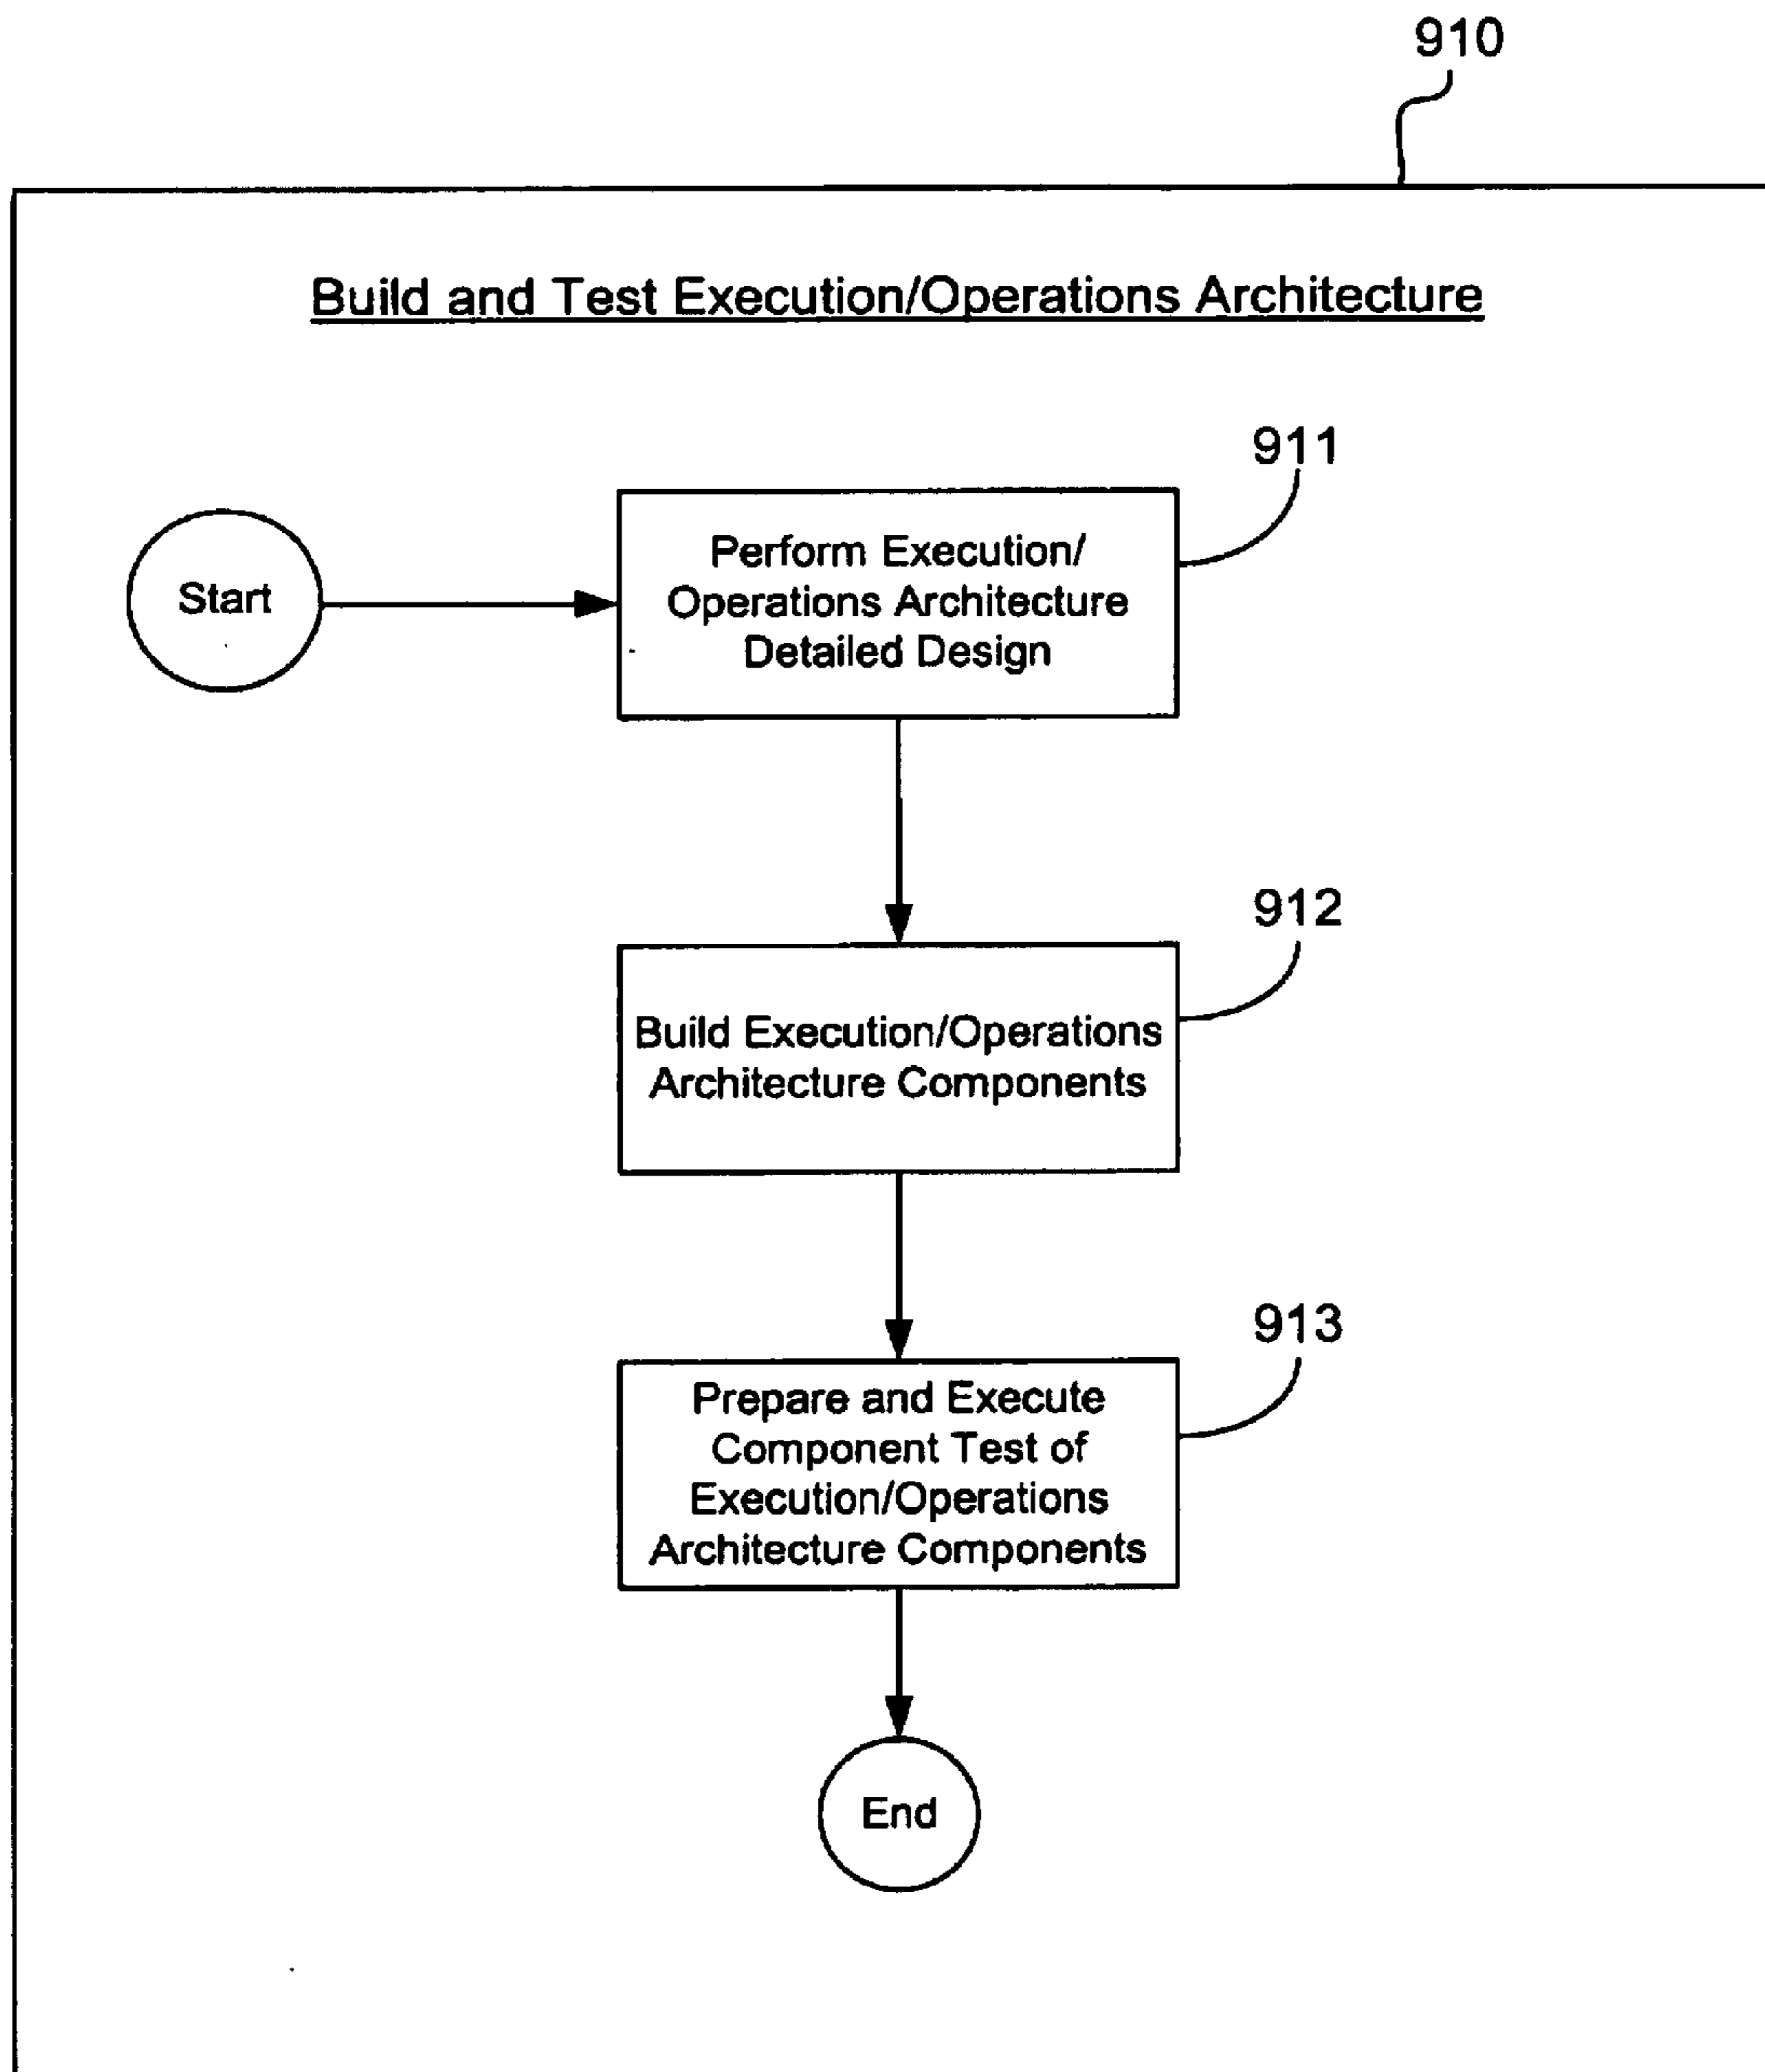 910
Build and Test Execution/Operations Architecture
911
Start
Perform Execution/
Operations Architecture
Detailed Design
912
Build Execution/Operations
Architecture Components
913
Prepare and Execute
Component Test of
Execution/Operations
Architecture Components
End